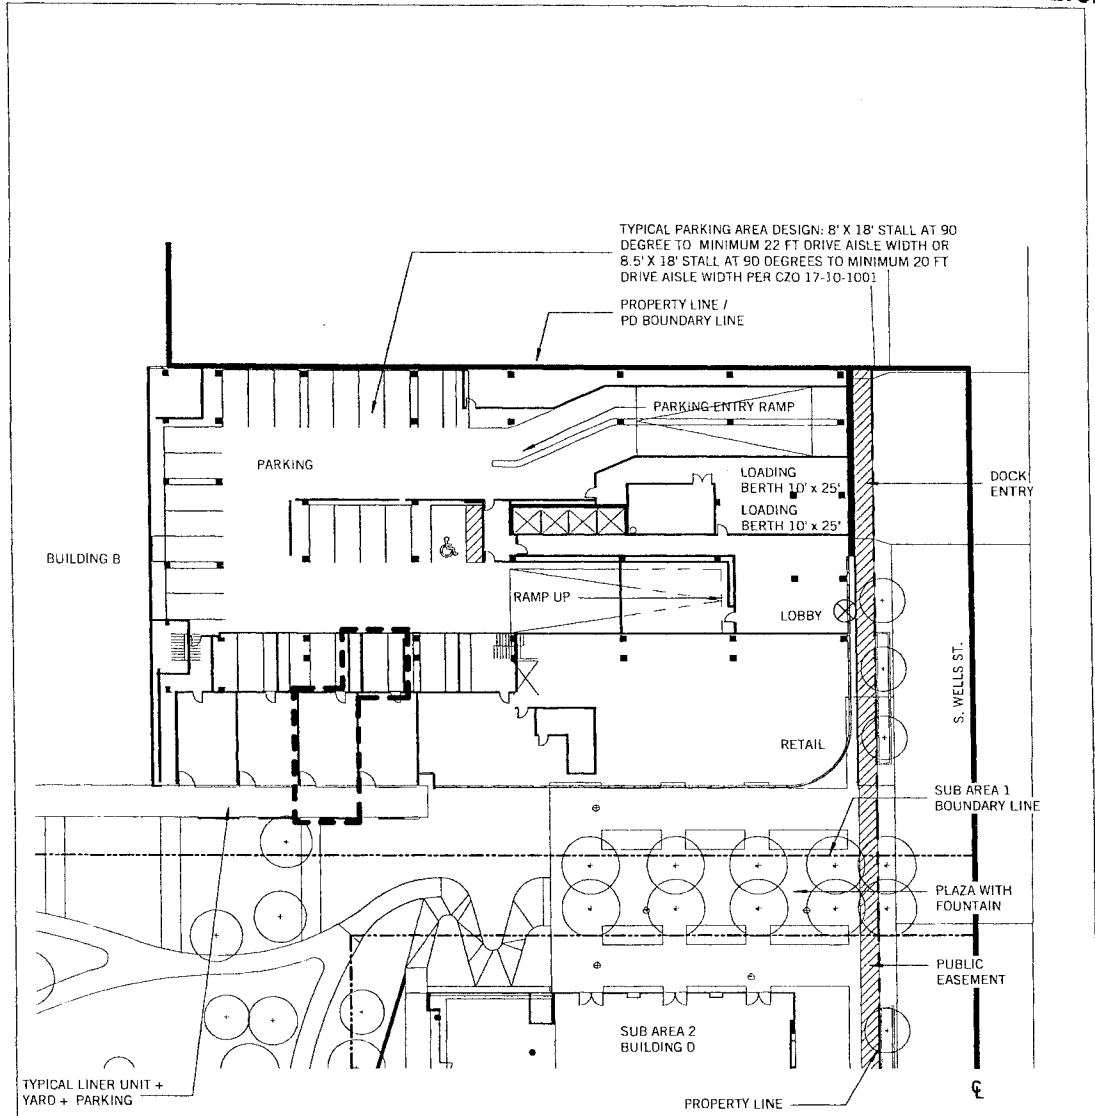 TYPICAL PARKING AREA DESIGN: 8' X 18' STALL AT 90
DEGREE TO MINIMUM 22 FT DRIVE AISLE WIDTH OR
8.5' X 18' STALL AT 90 DEGREES TO MINIMUM 20 FT
DRIVE AISLE WIDTH PER CZO 17-10-1001
PROPERTY LINE /
PD BOUNDARY LINE
PARKING ENTRY RAMP
PARKING
LOADING
BERTH 10' x 25'
LOADING
BERTH 10' x 25'
DOCK
ENTRY
BUILDING B
RAMP UP
LOBBY
S. WELLS ST.
RETAIL
SUB AREA 1
BOUNDARY LINE
PLAZA WITH
FOUNTAIN
PUBLIC
EASEMENT
SUB AREA 2
BUILDING D
TYPICAL LINER UNIT +
YARD + PARKING
PROPERTY LINE